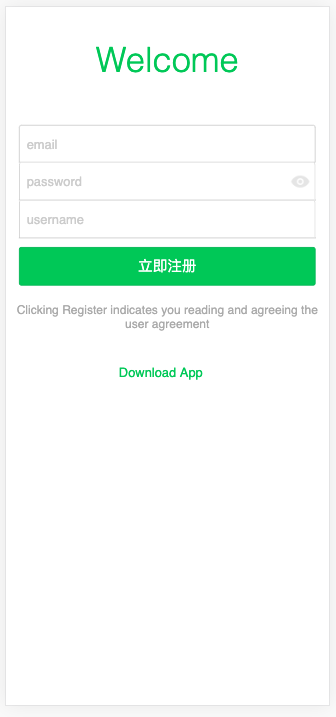 Welcome
email
password
username
立即注册
Clicking Register indicates you reading and agreeing the
user agreement
Download App